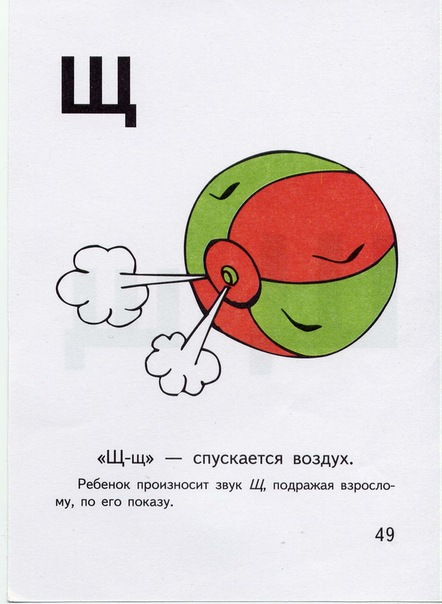 Щ
«Щ-щ» — спускается воздух.
Ребенок произносит звук Щ, подражая взросло-
му, по его показу.
49